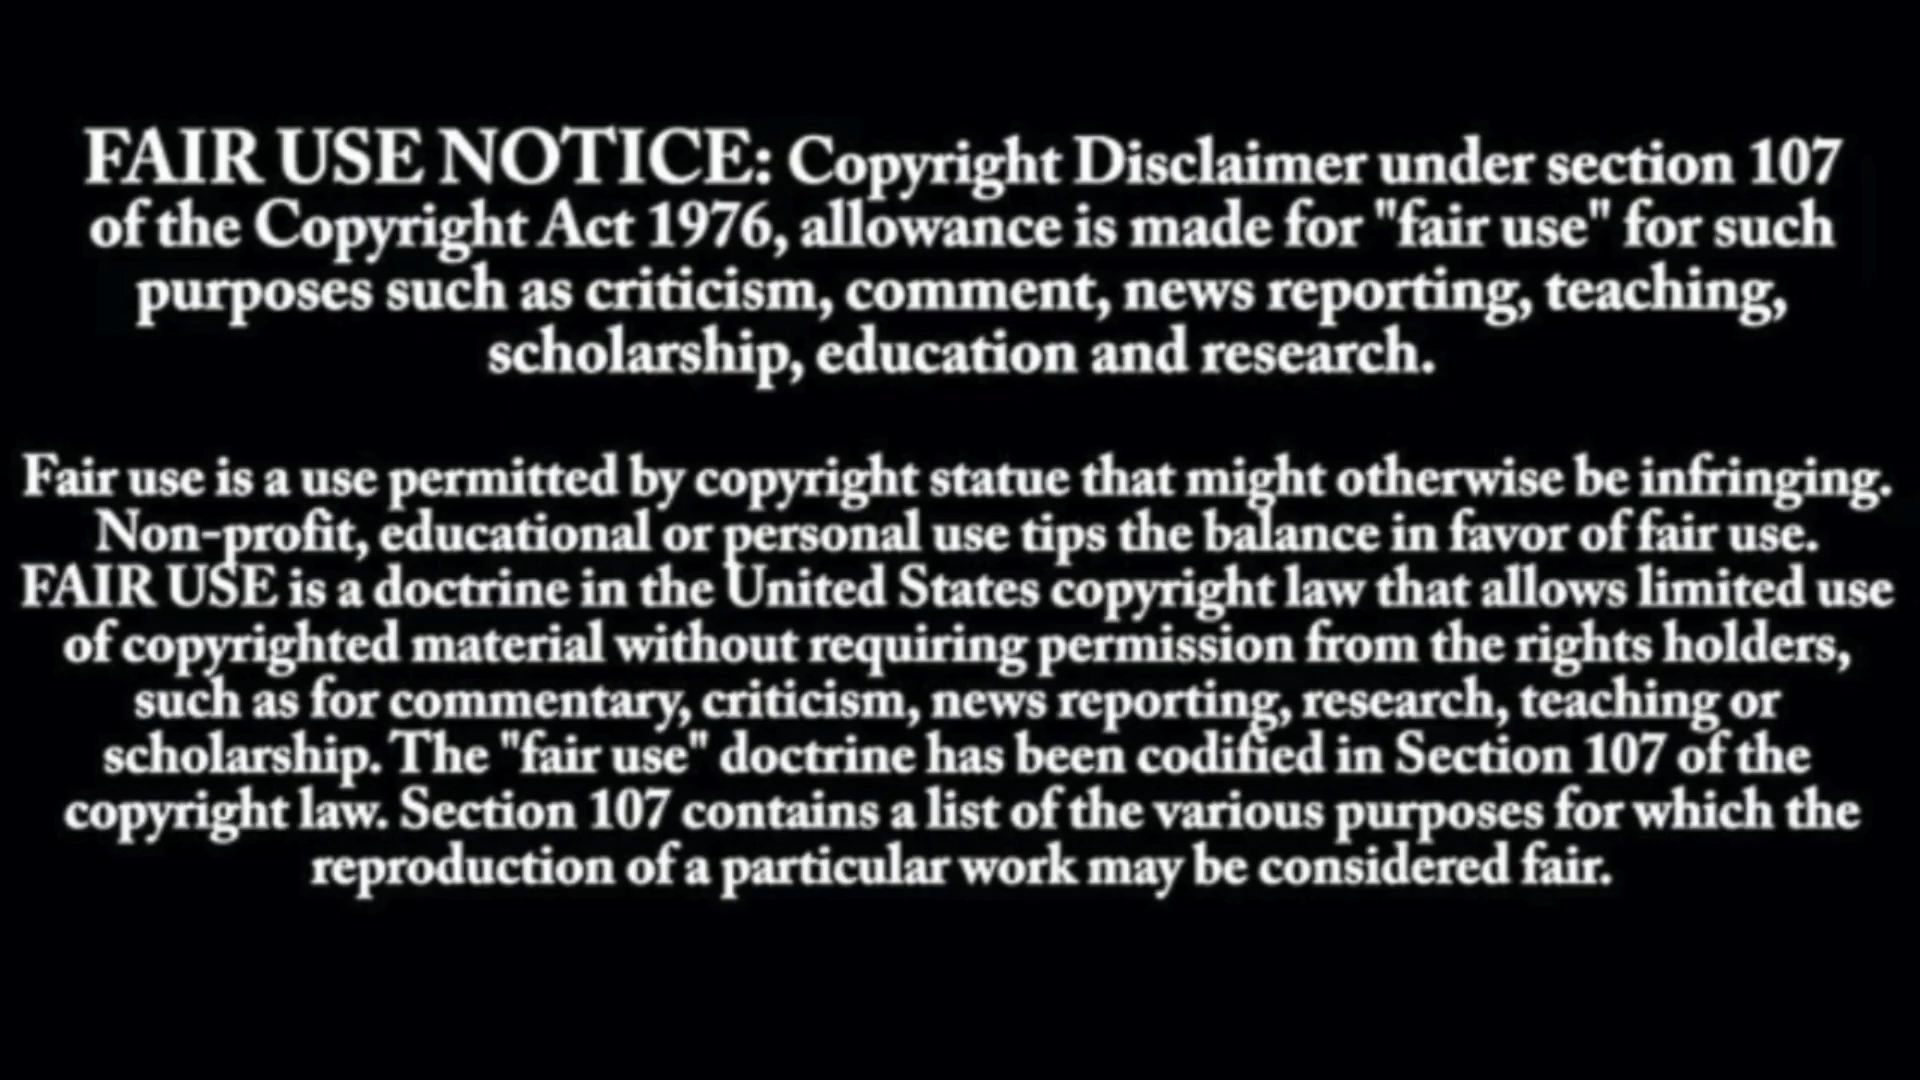 FAIR USE NOTICE: Copyright Disclaimer under section 107
of the Copyright Act 1976, allowance is made for "fair use" for such
purposes such as criticism, comment, news reporting, teaching,
scholarship, education and research.
Fair use is a use permitted by copyright statue that might otherwise be infringing.
Non-profit, educational or personal use tips the balance in favor of fair use.
FAIR USE is a doctrine in the United States copyright law that allows limited use
of copyrighted material without requiring permission from the rights holders,
such as for commentary, criticism, news reporting, research, teaching or
scholarship. The "fair use" doctrine has been codified in Section 107 of the
copyright law. Section 107 contains a list of the various purposes for which the
reproduction of a particular work may be considered fair.